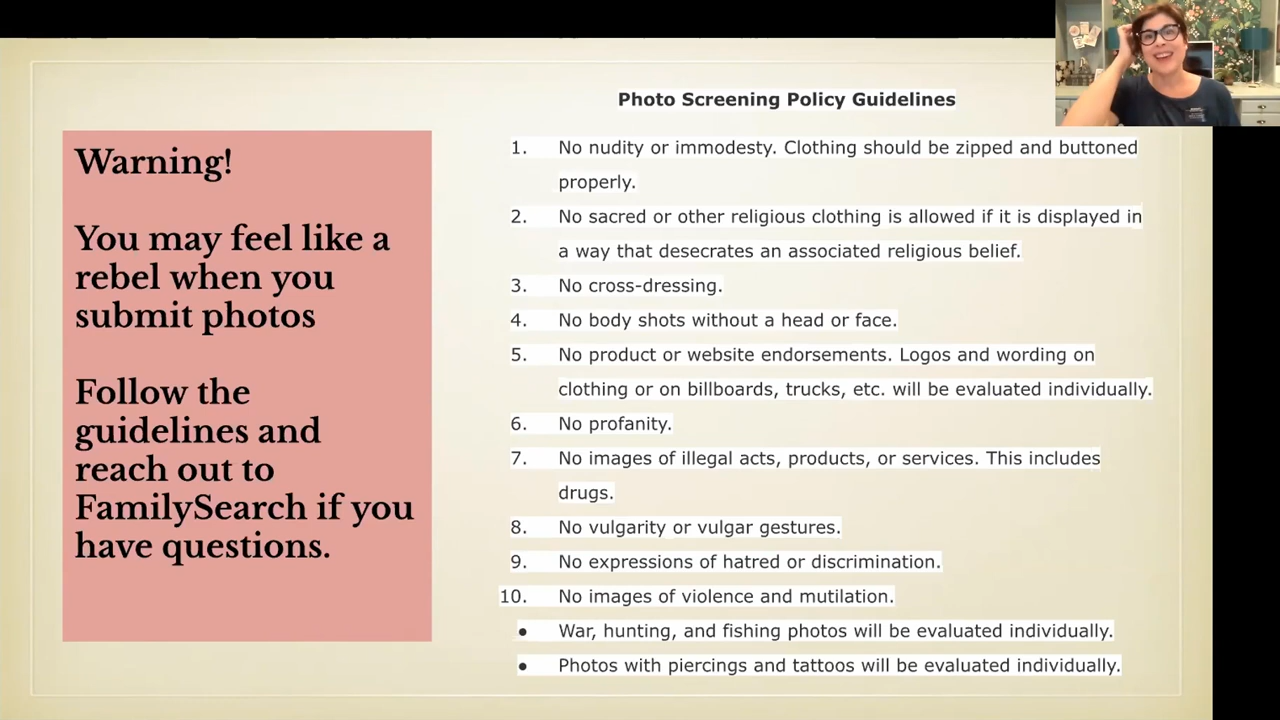 Warning!
You may feel like a
rebel when you
submit photos
Follow the
guidelines and
reach out to
FamilySearch if you
have questions.
Photo Screening Policy Guidelines
1. No nudity or immodesty. Clothing should be zipped and buttoned
properly.
2. No sacred or other religious clothing is allowed if it is displayed in
a way that desecrates an associated religious belief.
3. No cross-dressing.
4. No body shots without a head or face.
5. No product or website endorsements. Logos and wording on
clothing or on billboards, trucks, etc. will be evaluated individually.
6. No profanity.
7. No images of illegal acts, products, or services. This includes
drugs.
8. No vulgarity or vulgar gestures.
9. No expressions of hatred or discrimination.
10. No images of violence and mutilation.
● War, hunting, and fishing photos will be evaluated individually.
● Photos with piercings and tattoos will be evaluated individually.